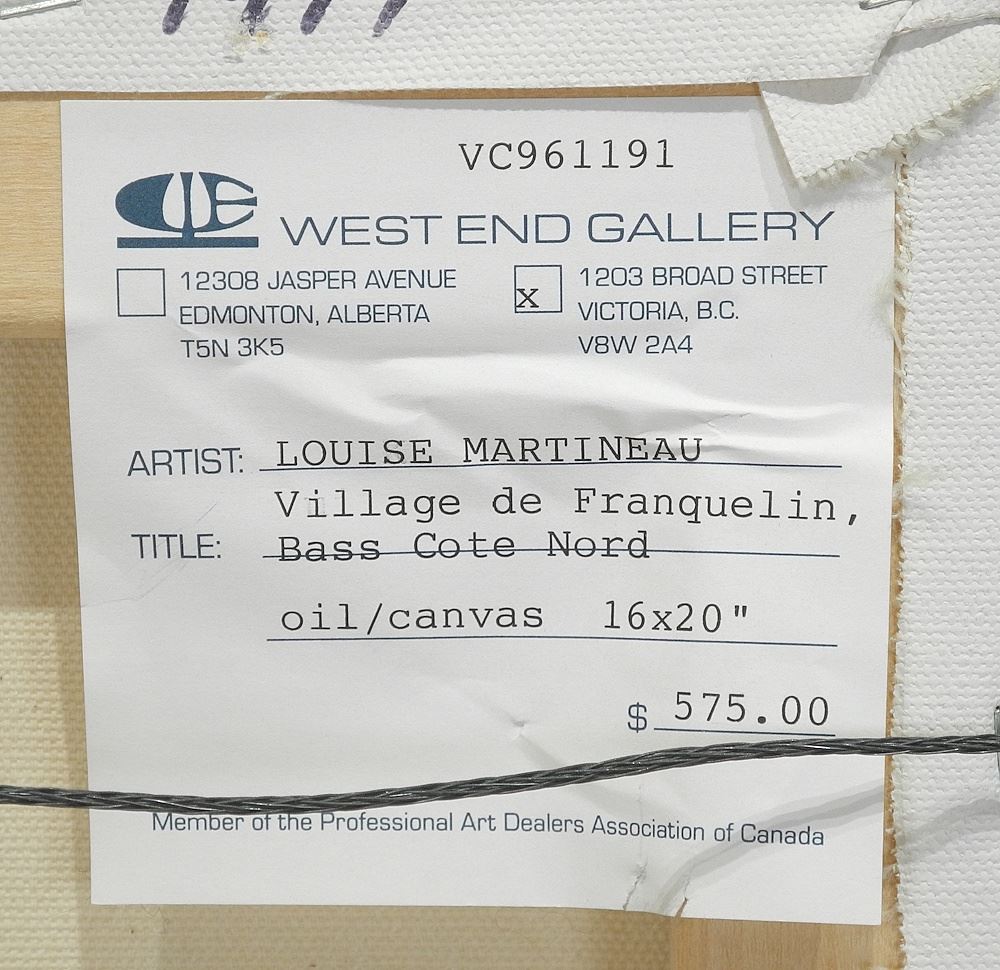 VC961191
WEST END GALLERY
12308 JASPER AVENUE
EDMONTON, ALBERTA
T5N 3K5
x 1203 BROAD STREET
VICTORIA, B.C.
V8W 2A4
ARTIST: LOUISE MARTINEAU
Village de Franquelin,
TITLE: Bass Cote Nord
oil/canvas 16x20"
$ 575.00
Member of the Professional Art Dealers Association of Canada